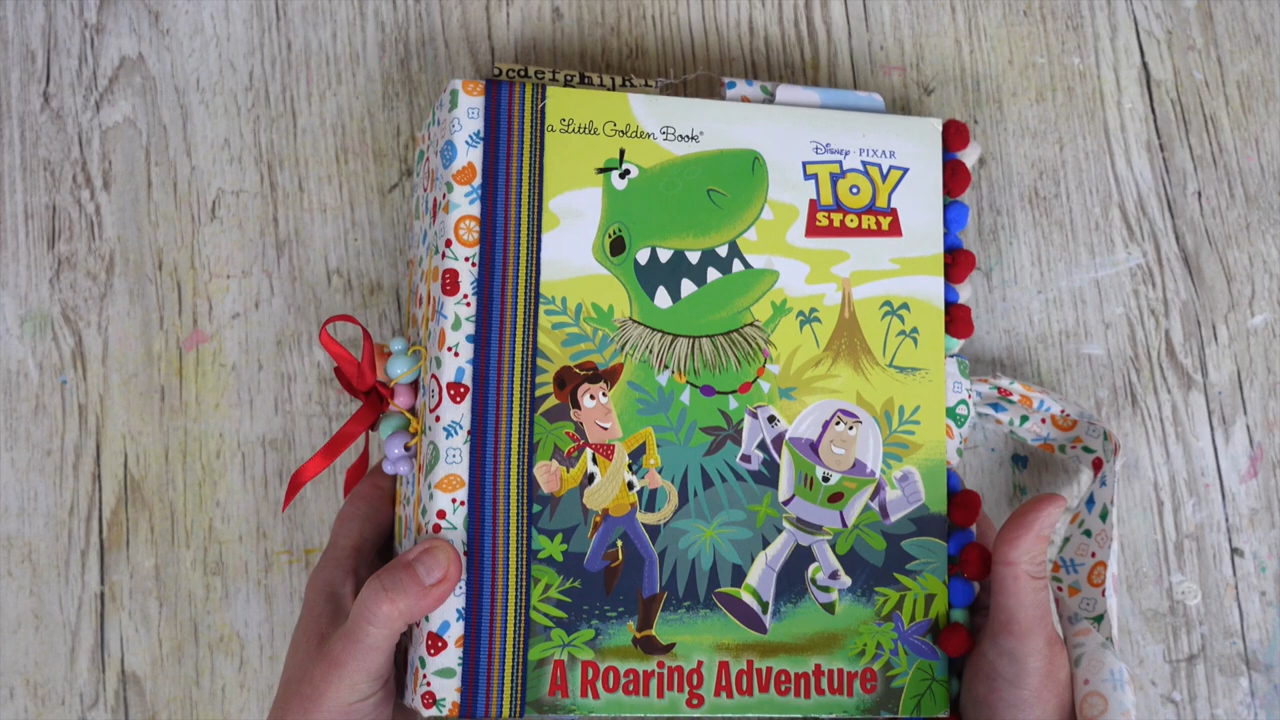 a Little Golden Book®
DISNEY · PIXAR
TOY
STORY
A Roaring Adventure